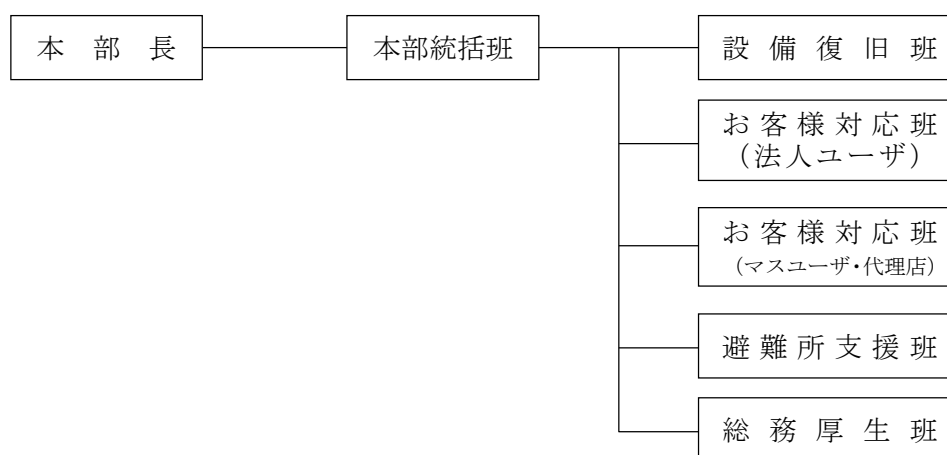 本部長
本部統括班
設備復旧班
お客様対応班
（法人ユーザ）
お客様対応班
（マスユーザ・代理店）
避難所支援班
総務厚生班